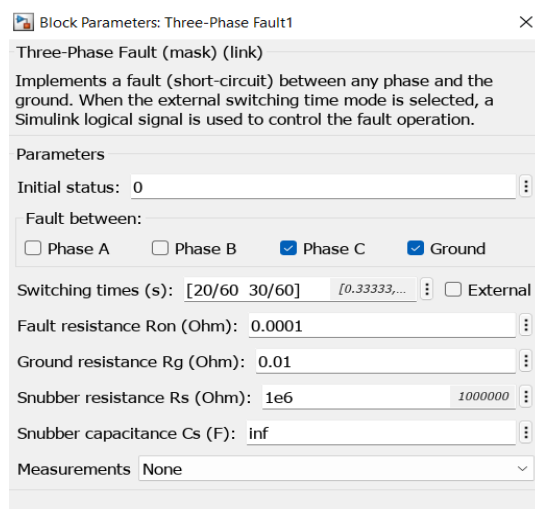 Block Parameters: Three-Phase Fault1
Three-Phase Fault (mask) (link)
Implements a fault (short-circuit) between any phase and the
ground. When the external switching time mode is selected, a
Simulink logical signal is used to control the fault operation.
Parameters
Initial status: 0
Fault between:
Phase A Phase B Phase C Ground
Switching times (s): [20/60 30/60] [0.33333,... External
Fault resistance Ron (Ohm): 0.0001
Ground resistance Rg (Ohm): 0.01
Snubber resistance Rs (Ohm): 1e6 1000000
Snubber capacitance Cs (F): inf
Measurements None